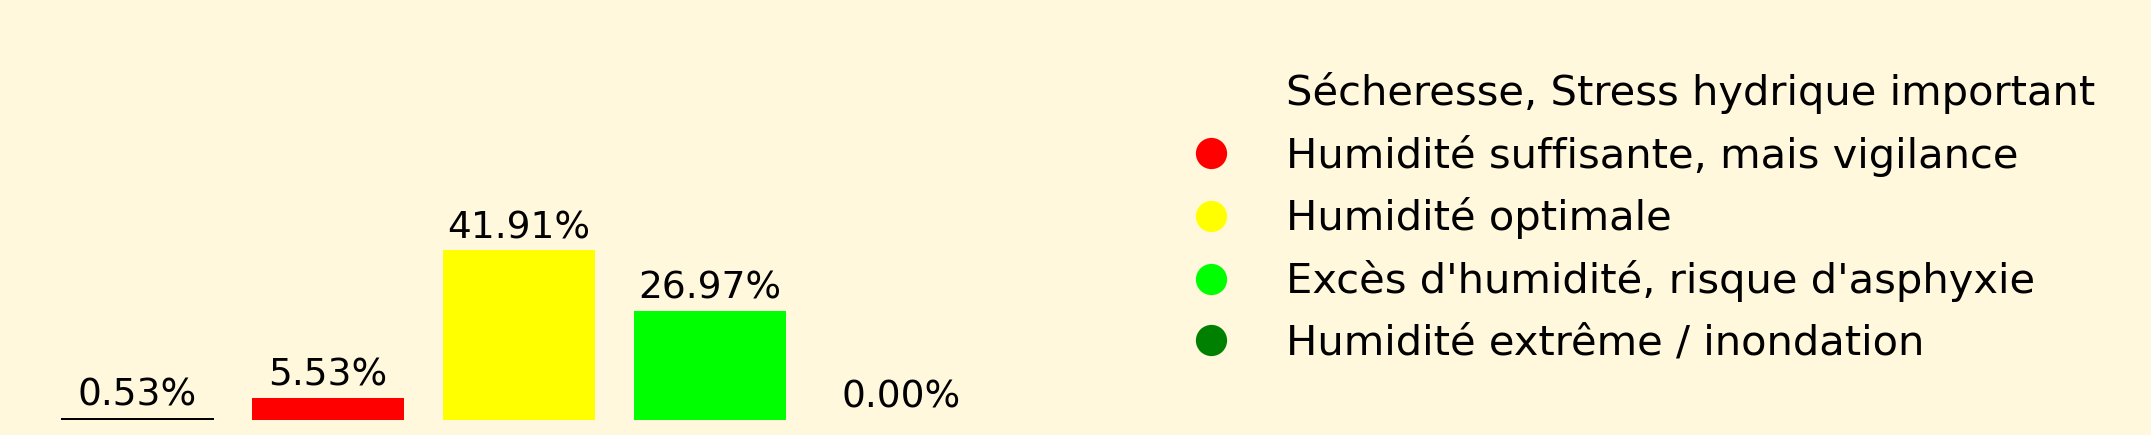 0.53%
5.53%
41.91%
26.97%
0.00%
Sécheresse, Stress hydrique important
Humidité suffisante, mais vigilance
Humidité optimale
Excès d'humidité, risque d'asphyxie
Humidité extrême / inondation